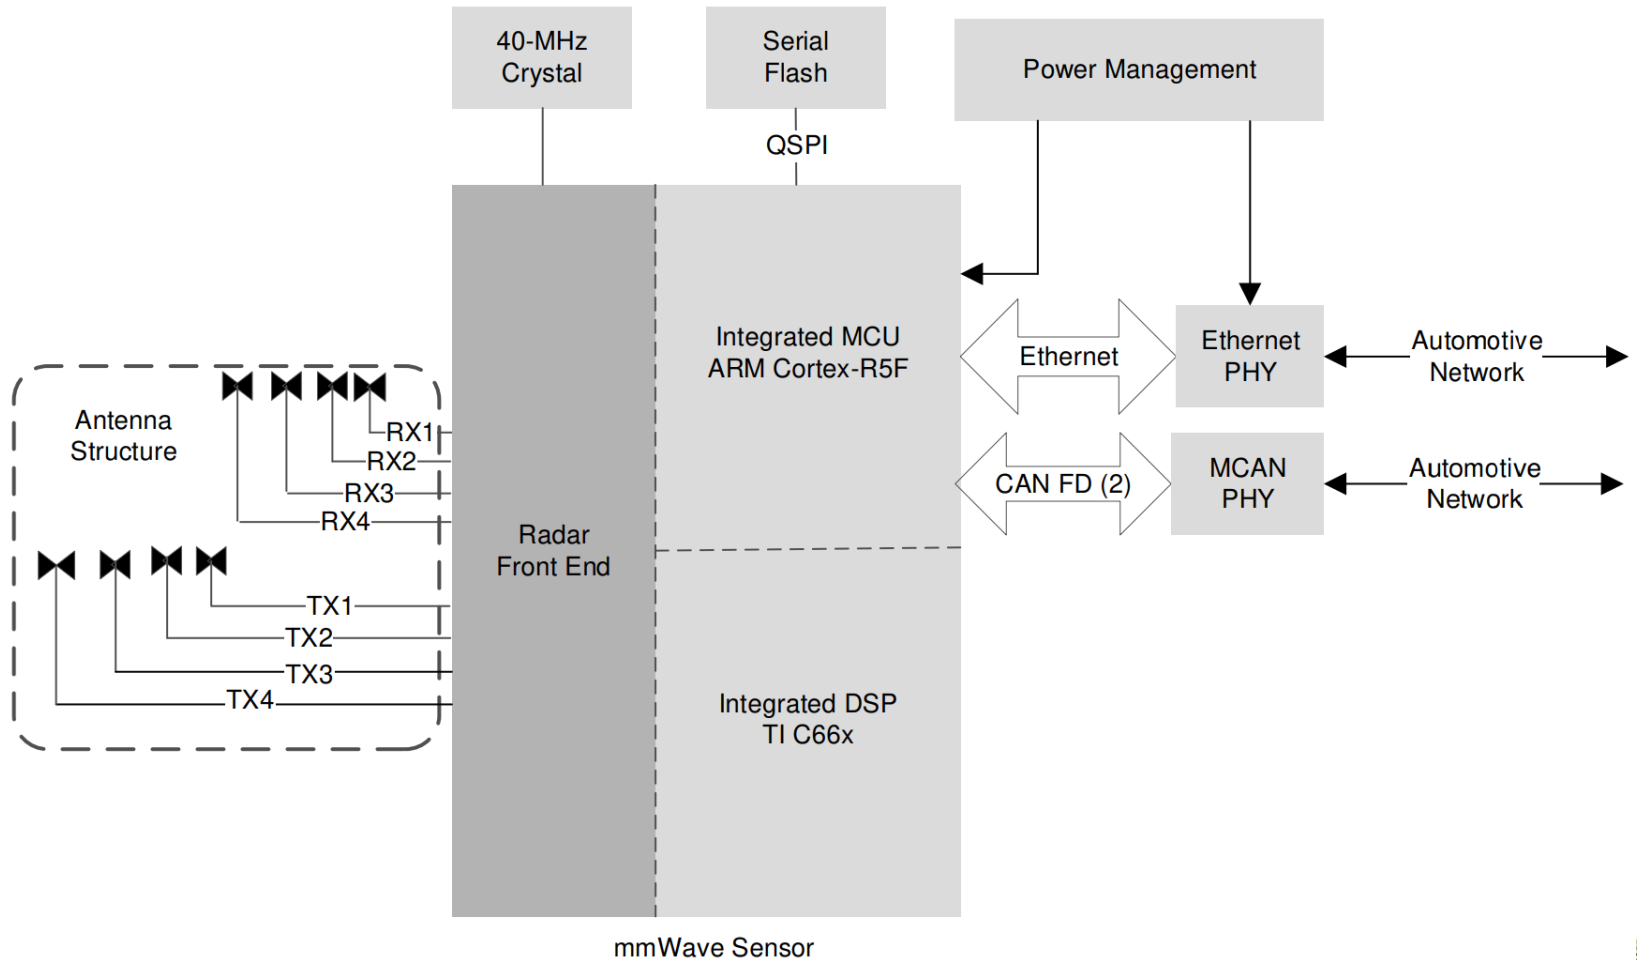 40-MHz
Crystal
Serial
Flash
Power Management
QSPI
Integrated MCU
ARM Cortex-R5F
Ethernet
Ethernet
PHY
Automotive
Network
Antenna
Structure
RX1
RX2
RX3
RX4
CAN FD (2)
MCAN
PHY
Automotive
Network
Radar
Front End
TX1
TX2
TX3
TX4
Integrated DSP
TI C66x
mmWave Sensor